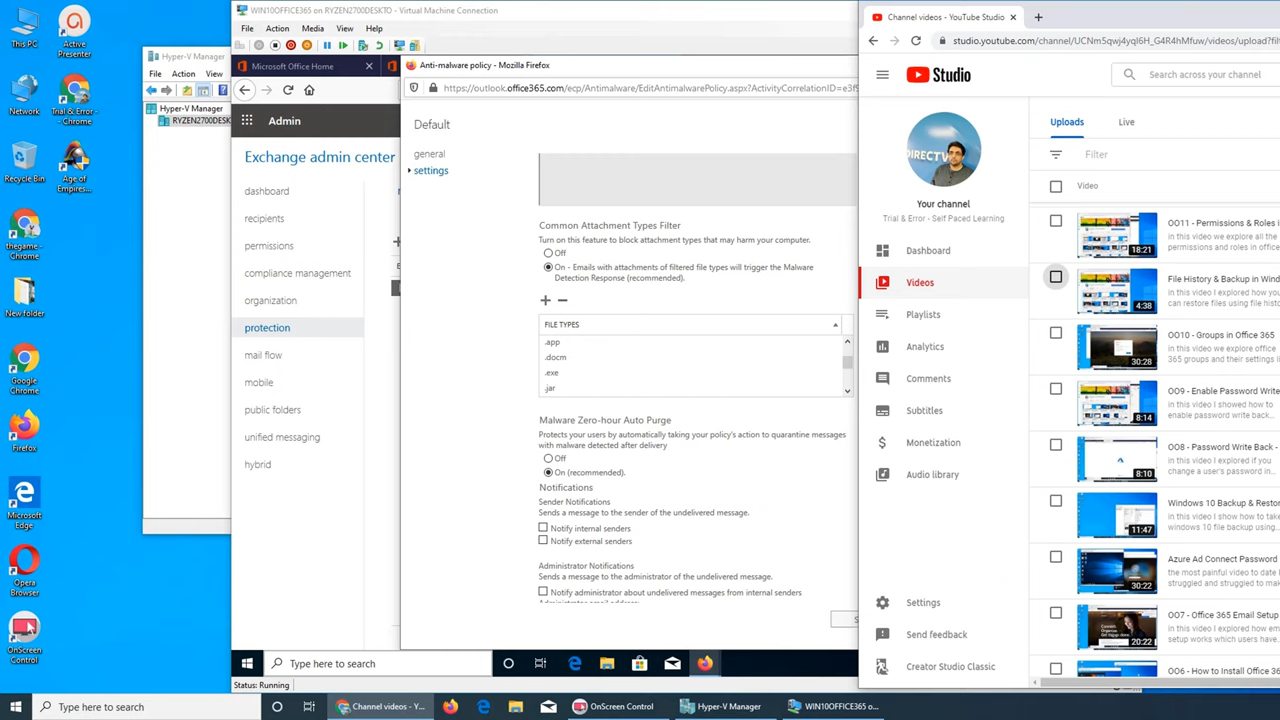 This PC
Network
Recycle Bin
thegame -
Chrome
New folder
Google
Chrome
Firefox
Microsoft
Edge
Opera
Browser
OnScreen
Control
Active
Presenter
Trial & Error -
Chrome
Age of
Empires...
Hyper-V Manager
File Action View
Hyper-V Manager
RYZEN2700DESK
WIN10OFFICE365 on RYZEN2700DESKTO - Virtual Machine Connection
File Action Media View Help
Microsoft Office Home
Admin
Exchange admin center
dashboard
recipients
permissions
compliance management
organization
protection
mail flow
mobile
public folders
unified messaging
hybrid
Anti-malware policy - Mozilla Firefox
https://outlook.office365.com/ecp/Antimalware/EditAntimalwarePolicy.aspx?ActivityCorrelationID=e3f9
Default
general
settings
Common Attachment Types Filter
Turn on this feature to block attachment types that may harm your computer.
Off
On - Emails with attachments of filtered file types will trigger the Malware
Detection Response (recommended).
FILE TYPES
.app
.docm
.exe
.jar
Malware Zero-hour Auto Purge
Protects your users by automatically taking your policy's action to quarantine messages
with malware detected after delivery
Off
On (recommended).
Notifications
Sender Notifications
Sends a message to the sender of the undelivered message.
Notify internal senders
Notify external senders
Administrator Notifications
Sends a message to the administrator of the undelivered message.
Notify administrator about undelivered messages from internal senders
Type here to search
Status: Running
Channel videos - YouTube Studio
studio.youtube.com/channel/UCNm5qwj4yqI6H_G4R4hMfuw/videos/upload?filt
Studio
Search across your channel
DIRECTV
Your channel
Trial & Error - Self Paced Learning
Dashboard
Videos
Playlists
Analytics
Comments
Subtitles
Monetization
Audio library
Settings
Send feedback
Creator Studio Classic
Uploads Live
Filter
Video
18:21
OO11 - Permissions & Roles i
in this video we explore all the
permissions and roles in office
4:38
File History & Backup in Wind
in this video I explored how you
can restore files using file hist
30:28
OO10 - Groups in Office 365
in this video we explore office
365 groups and their settings i
8:14
OO9 - Enable Password Write
in this video I showed how to
enable password write back...
8:10
OO8 - Password Write Back -
in this video I explored if you
change a user's password in
11:47
Windows 10 Backup & Restor
in this video I show how to take
windows 10 file backup using
30:22
Azure Ad Connect Password
the most painful video to date I
struggled and struggled to mak
20:22
OO7 - Office 365 Email Setup
in this video I explored how em
setup works which users have
OO6 - How to Install Office 36
Type here to search
Channel videos - Y...
OnScreen Control
Hyper-V Manager
WIN10OFFICE365 o...